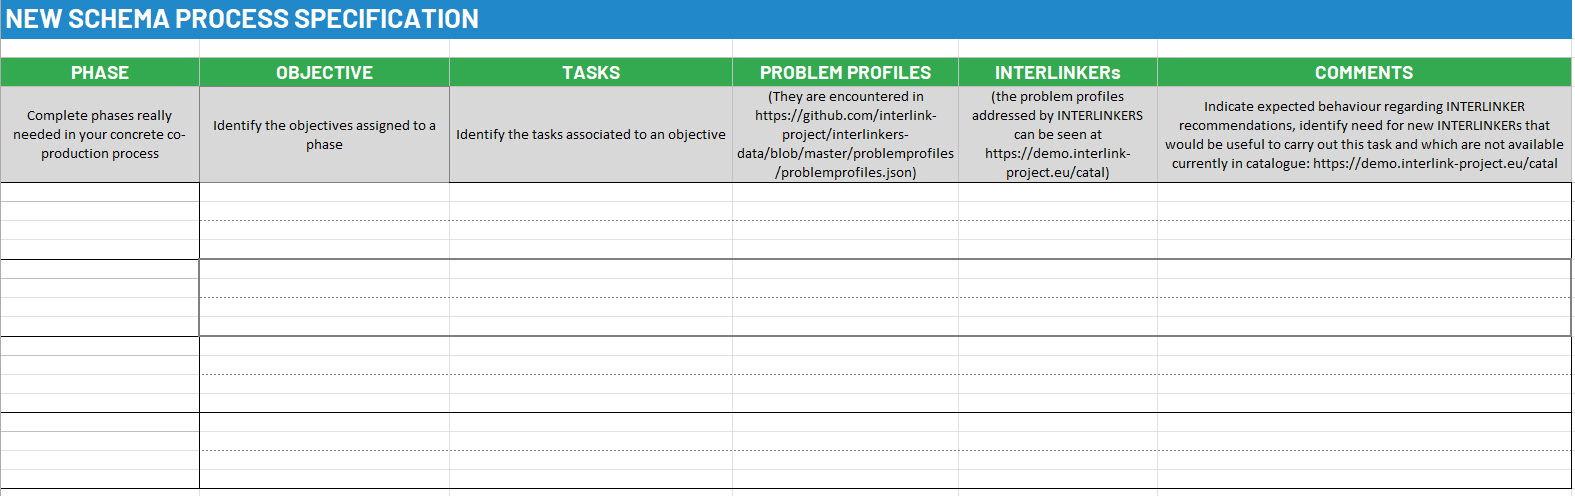 NEW SCHEMA PROCESS SPECIFICATION
PHASE
OBJECTIVE
TASKS
PROBLEM PROFILES
INTERLINKERs
COMMENTS
Complete phases really
needed in your concrete co-
production process
Identify the objectives assigned to a
phase
Identify the tasks associated to an objective
(They are encountered in
https://github.com/interlink-
project/interlinkers-
data/blob/master/problemprofiles
/problemprofiles.json)
(the problem profiles
addressed by INTERLINKERS
can be seen at
https://demo.interlink-
project.eu/catal)
Indicate expected behaviour regarding INTERLINKER
recommendations, identify need for new INTERLINKERs that
would be useful to carry out this task and which are not available
currently in catalogue: https://demo.interlink-project.eu/catal